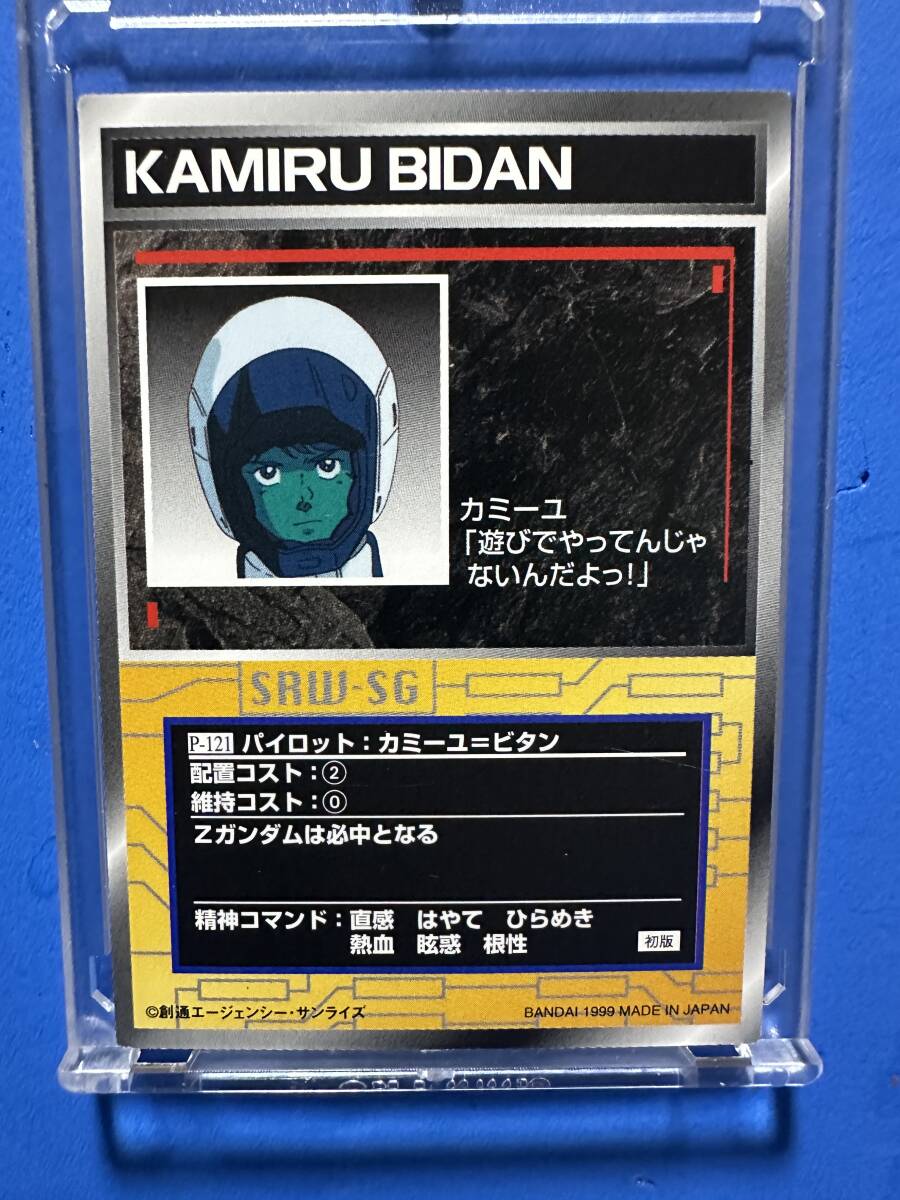 KAMIRU BIDAN
カミーユ
「遊びでやってんじゃ
ないんだよっ!」
SRW-SG
P-121 パイロット:カミーユ=ビタン
配置コスト:②
維持コスト:⓪
Zガンダムは必中となる
精神コマンド:直感 はやて ひらめき
熱血 眩惑 根性
初版
©創通エージェンシー・サンライズ
BANDAI 1999 MADE IN JAPAN